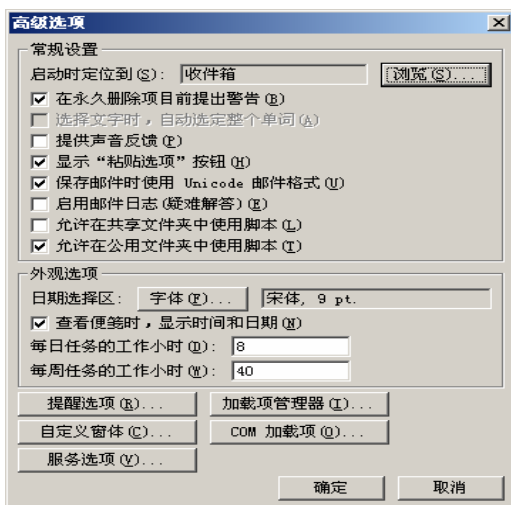 高级选项
常规设置
启动时定位到(S): 收件箱 浏览(S)...
在永久删除项目前提出警告(B)
选择文字时，自动选定整个单词(A)
提供声音反馈(P)
显示“粘贴选项”按钮(H)
保存邮件时使用 Unicode 邮件格式(U)
启用邮件日志(疑难解答)(E)
允许在共享文件夹中使用脚本(L)
允许在公用文件夹中使用脚本(T)
外观选项
日期选择区: 字体(F)... 宋体, 9 pt.
查看便笺时，显示时间和日期(N)
每日任务的工作小时(D): 8
每周任务的工作小时(W): 40
提醒选项(R)... 加载项管理器(I)...
自定义窗体(C)... COM 加载项(O)...
服务选项(V)...
确定 取消